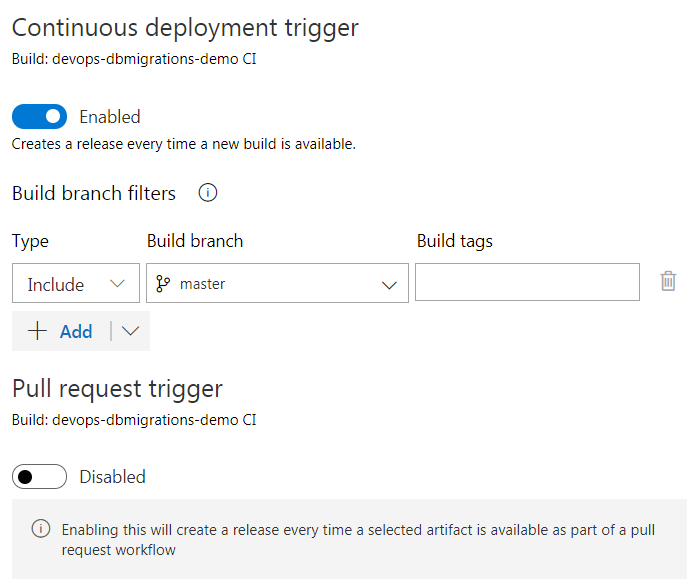 Continuous deployment trigger
Build: devops-dbmigrations-demo CI
Enabled
Creates a release every time a new build is available.
Build branch filters
Type Build branch Build tags
Include master
Add
Pull request trigger
Build: devops-dbmigrations-demo CI
Disabled
Enabling this will create a release every time a selected artifact is available as part of a pull
request workflow